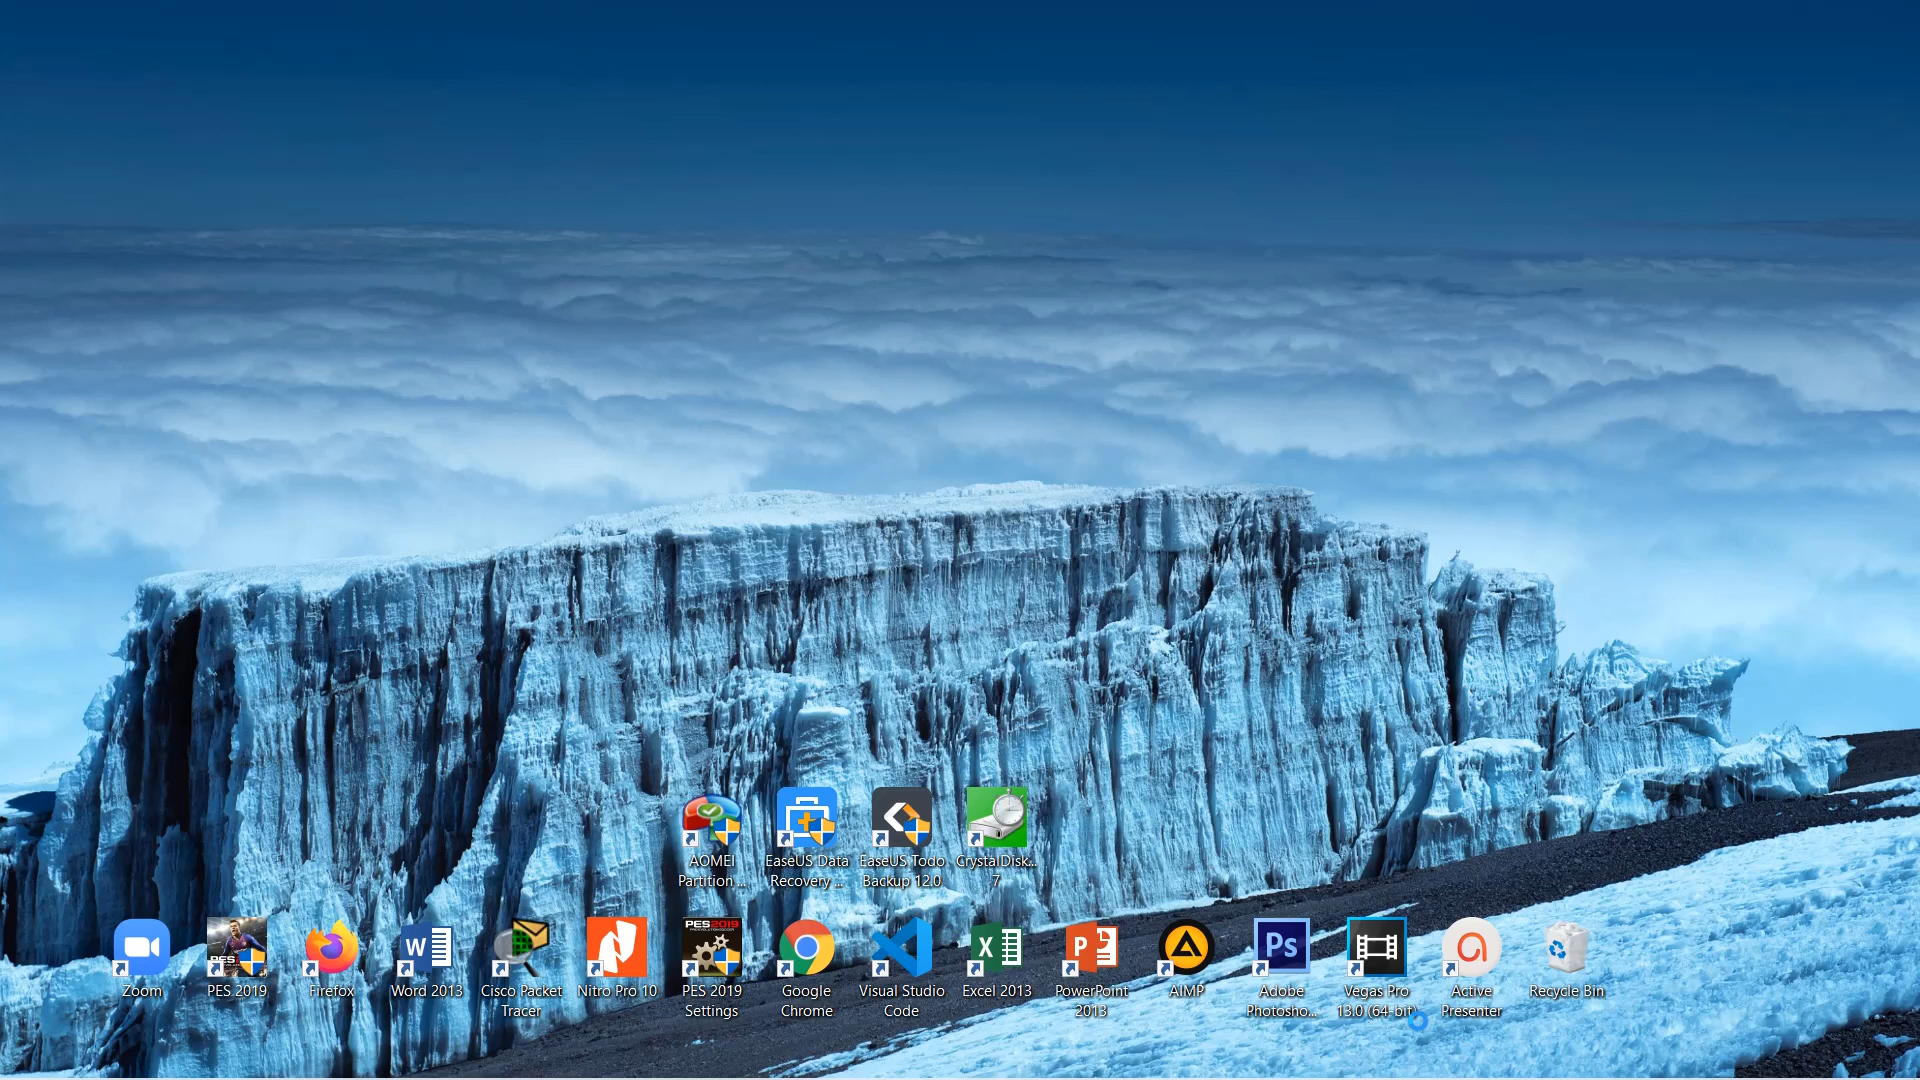 AOMEI
Partition ...
EaseUS Data
Recovery ...
EaseUS Todo
Backup 12.0
CrystalDisk...
7
Zoom
PES 2019
Firefox
Word 2013
Cisco Packet
Tracer
Nitro Pro 10
PES2019
PES 2019
Settings
Google
Chrome
Visual Studio
Code
Excel 2013
PowerPoint
2013
AIMP
Ps
Adobe
Photosho...
Vegas Pro
13.0 (64-bit)
Active
Presenter
Recycle Bin